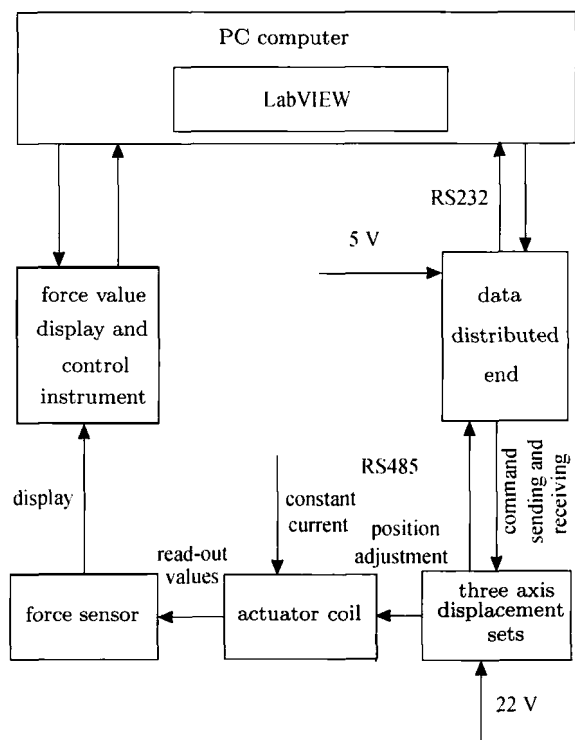 PC computer
LabVIEW
RS232
5 V
force value
display and
control
instrument
data
distributed
end
display
RS485
constant
current
command
sending and
receiving
read-out
values
position
adjustment
force sensor
actuator coil
three axis
displacement
sets
22 V